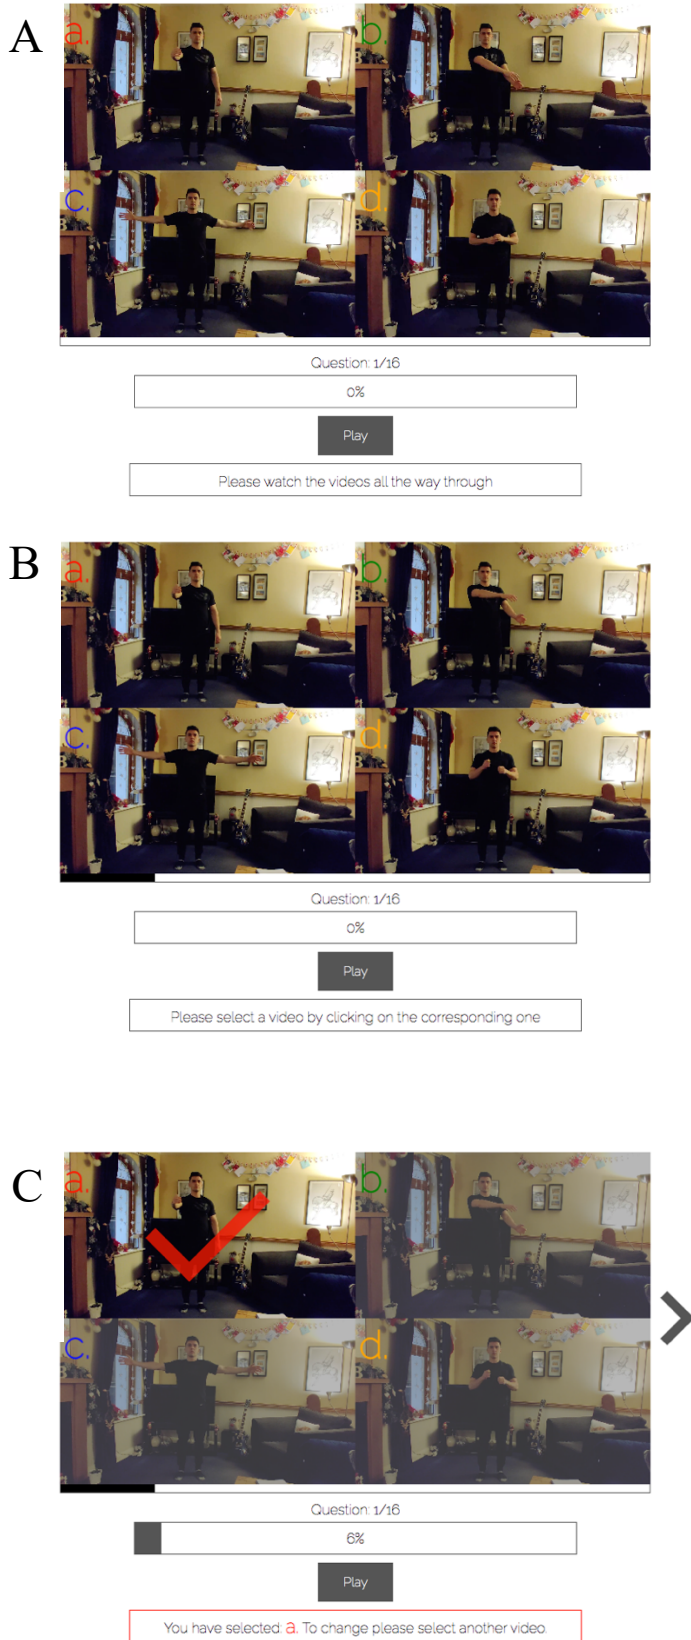 A
a.
b.
c.
d.
Question: 1/16
0%
Play
Please watch the videos all the way through
B
a.
b.
c.
d.
Question: 1/16
0%
Play
Please select a video by clicking on the corresponding one
C
a.
b.
c.
d.
Question: 1/16
6%
Play
You have selected: a. To change please select another video.